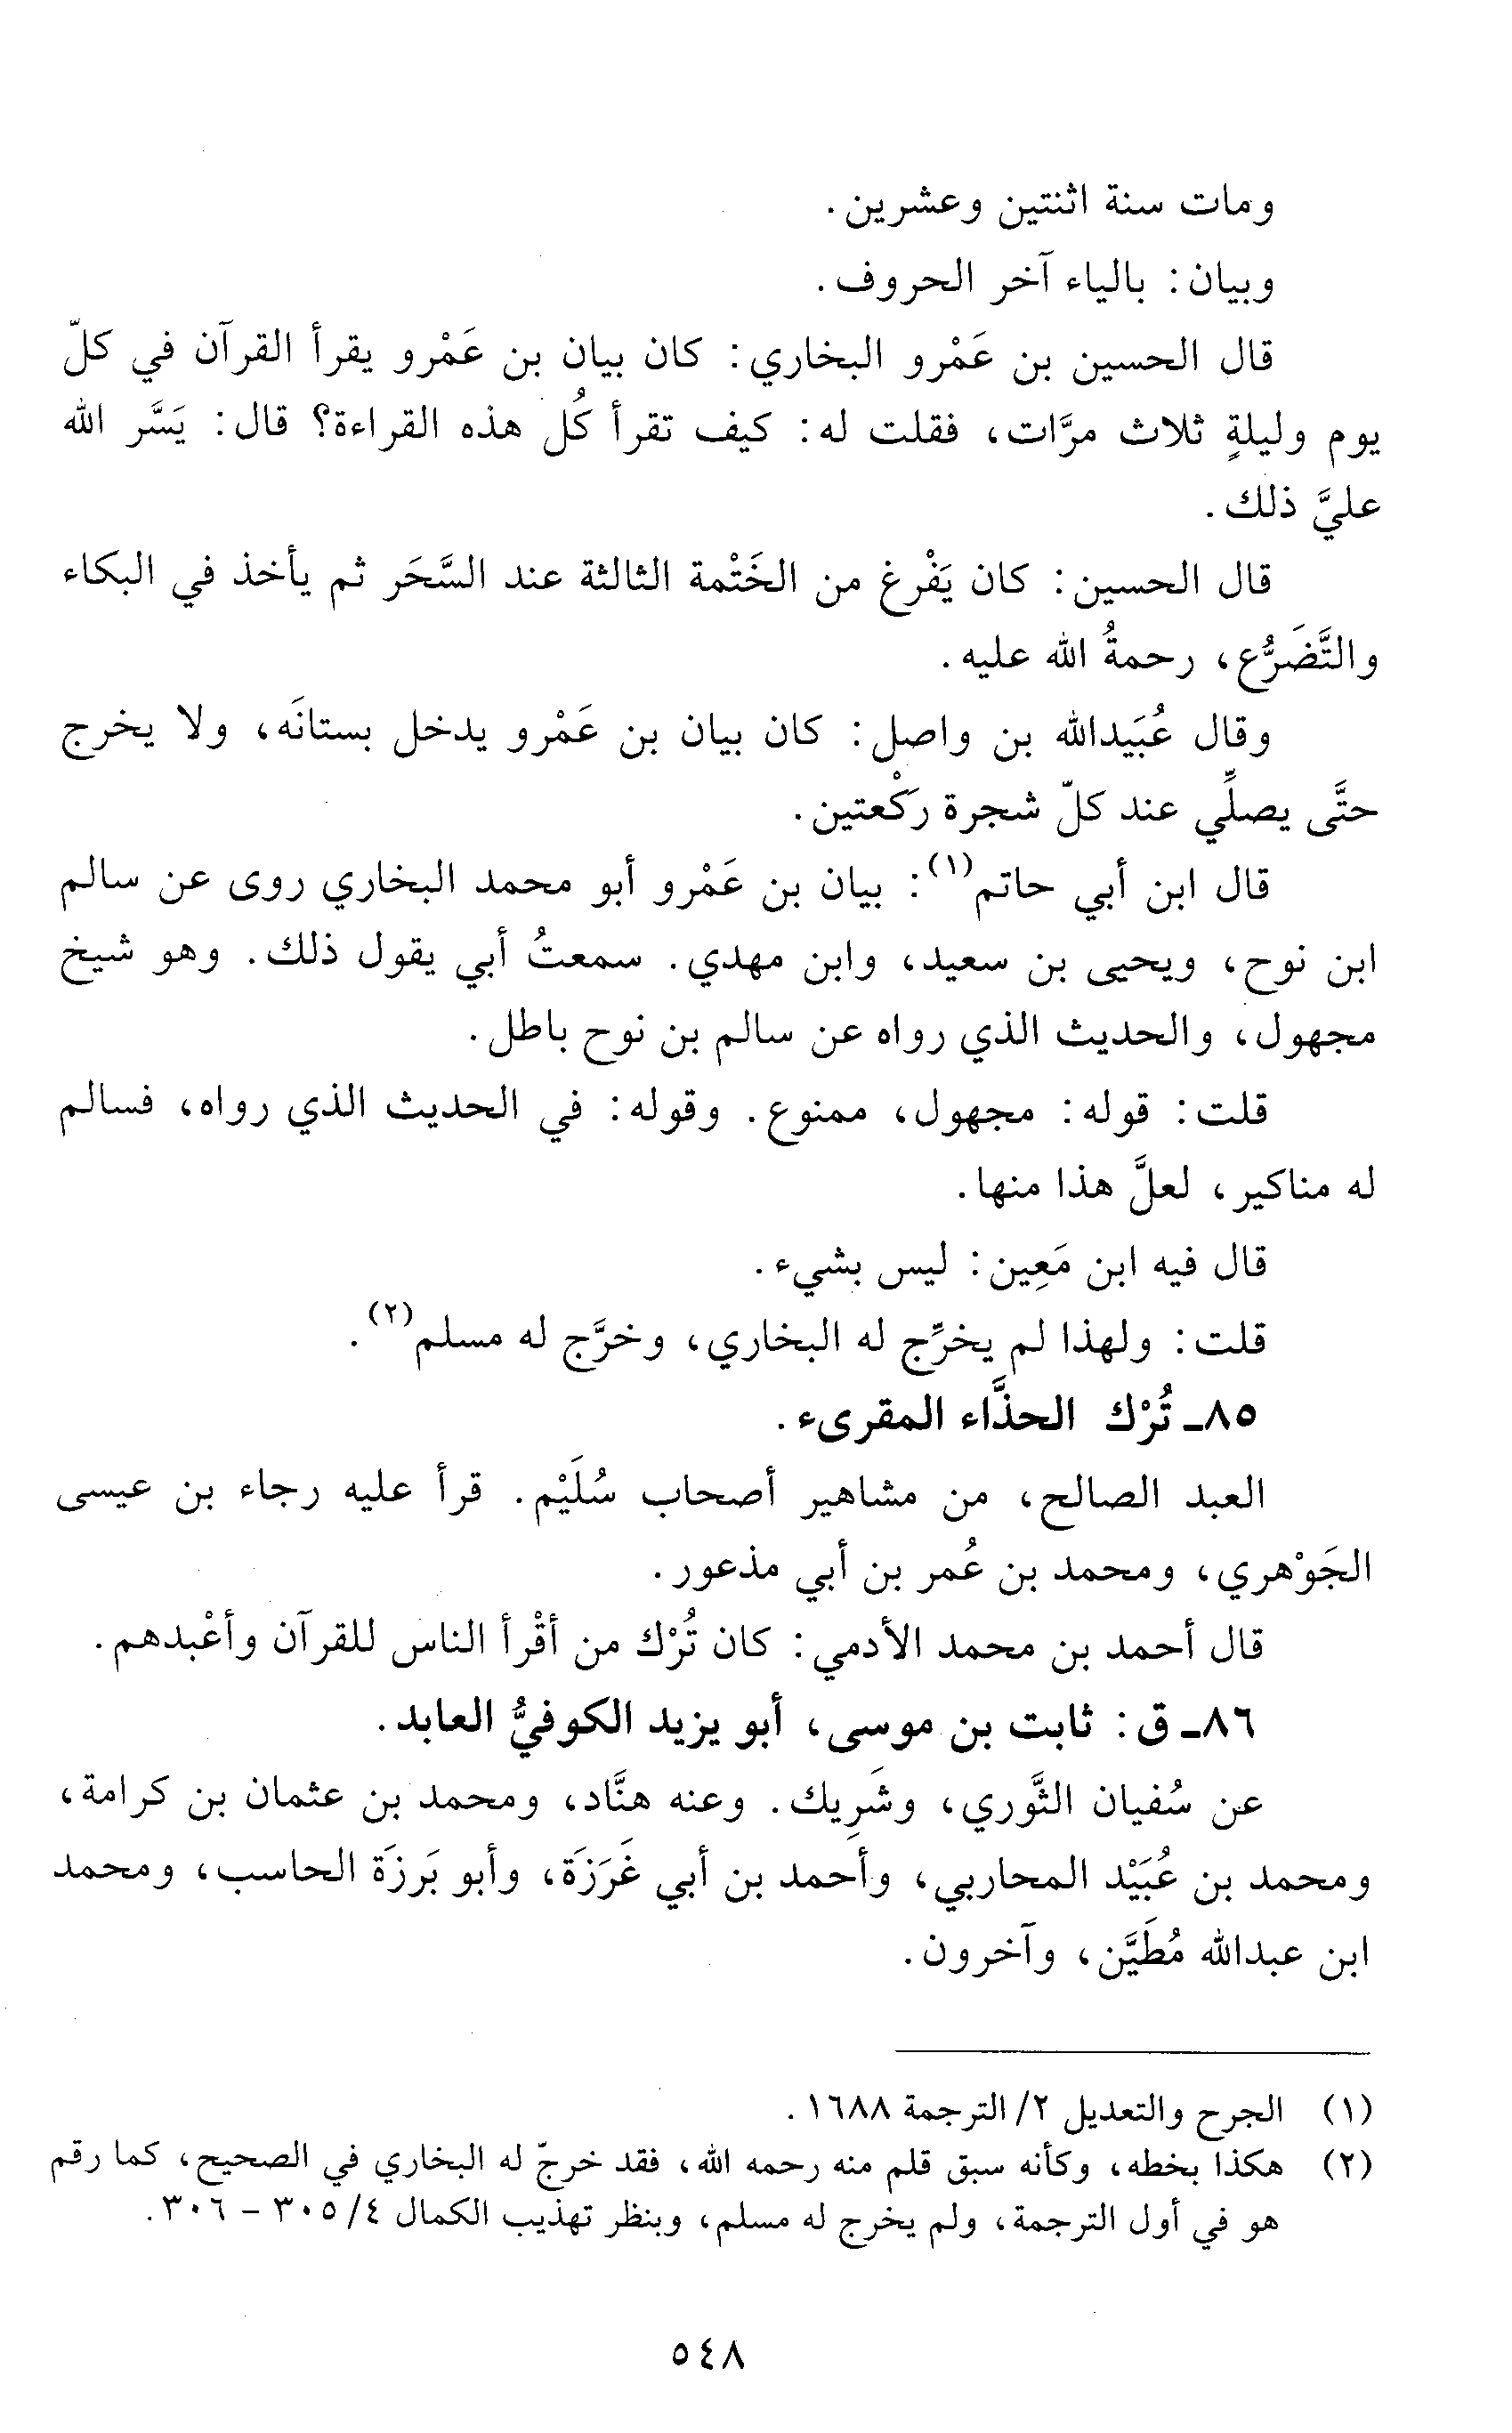 ومات سنة اثنتين وعشرين.
وبيان: بالياء آخر الحروف.
قال الحسين بن عَمْرو البخاري: كان بيان بن عَمْرو يقرأ القرآن في كلّ
يوم وليلةٍ ثلاث مرَّات، فقلت له: كيف تقرأ كُل هذه القراءة؟ قال: يَسَّر الله
عليَّ ذلك.
قال الحسين: كان يَفْرغ من الخَتْمة الثالثة عند السَّحَر ثم يأخذ في البكاء
والتَّضَرُّع، رحمةُ الله عليه.
وقال عُبَيدالله بن واصل: كان بيان بن عَمْرو يدخل بستانَه، ولا يخرج
حتَّى يصلِّي عند كلّ شجرة ركْعتين.
قال ابن أبي حاتم(١): بيان بن عَمْرو أبو محمد البخاري روى عن سالم
ابن نوح، ويحيى بن سعيد، وابن مهدي. سمعتُ أبي يقول ذلك. وهو شيخ
مجهول، والحديث الذي رواه عن سالم بن نوح باطل.
قلت: قوله: مجهول، ممنوع. وقوله: في الحديث الذي رواه، فسالم
له مناكير، لعلَّ هذا منها.
قال فيه ابن مَعِين: ليس بشيء.
قلت: ولهذا لم يخرِّج له البخاري، وخرَّج له مسلم(٢).
٨٥ـ تُرْك الحذَّاء المقرىء.
العبد الصالح، من مشاهير أصحاب سُلَيْم. قرأ عليه رجاء بن عيسى
الجَوْهري، ومحمد بن عُمر بن أبي مذعور.
قال أحمد بن محمد الأدمي: كان تُرْك من أقْرأ الناس للقرآن وأعْبدهم.
٨٦ـ ق: ثابت بن موسى، أبو يزيد الكوفيُّ العابد.
عن سُفيان الثَّوري، وشَرِيك. وعنه هنَّاد، ومحمد بن عثمان بن كرامة،
ومحمد بن عُبَيْد المحاربي، وأحمد بن أبي غَرَزَة، وأبو بَرزَة الحاسب، ومحمد
ابن عبدالله مُطَيَّن، وآخرون.
(١) الجرح والتعديل ٢/ الترجمة ١٦٨٨.
(٢) هكذا بخطه، وكأنه سبق قلم منه رحمه الله، فقد خرجّ له البخاري في الصحيح، كما رقم
هو في أول الترجمة، ولم يخرج له مسلم، وينظر تهذيب الكمال ٤/ ٣٠٥ - ٣٠٦.
٥٤٨